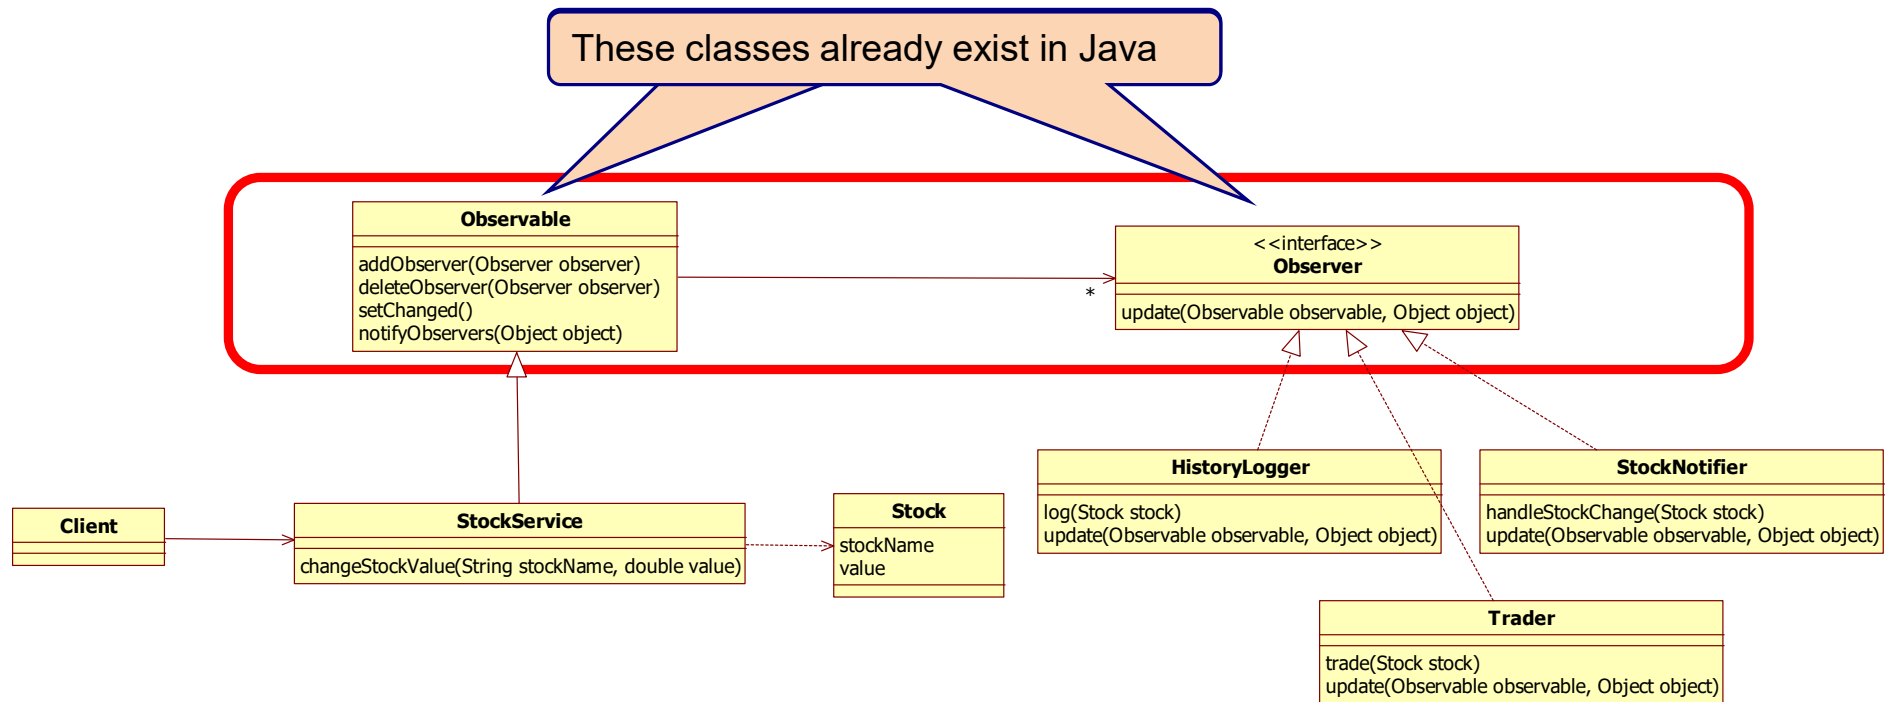 These classes already exist in Java
Observable
addObserver(Observer observer)
deleteObserver(Observer observer)
setChanged()
notifyObservers(Object object)
*
<<interface>>
Observer
update(Observable observable, Object object)
Client
StockService
changeStockValue(String stockName, double value)
Stock
stockName
value
HistoryLogger
log(Stock stock)
update(Observable observable, Object object)
StockNotifier
handleStockChange(Stock stock)
update(Observable observable, Object object)
Trader
trade(Stock stock)
update(Observable observable, Object object)